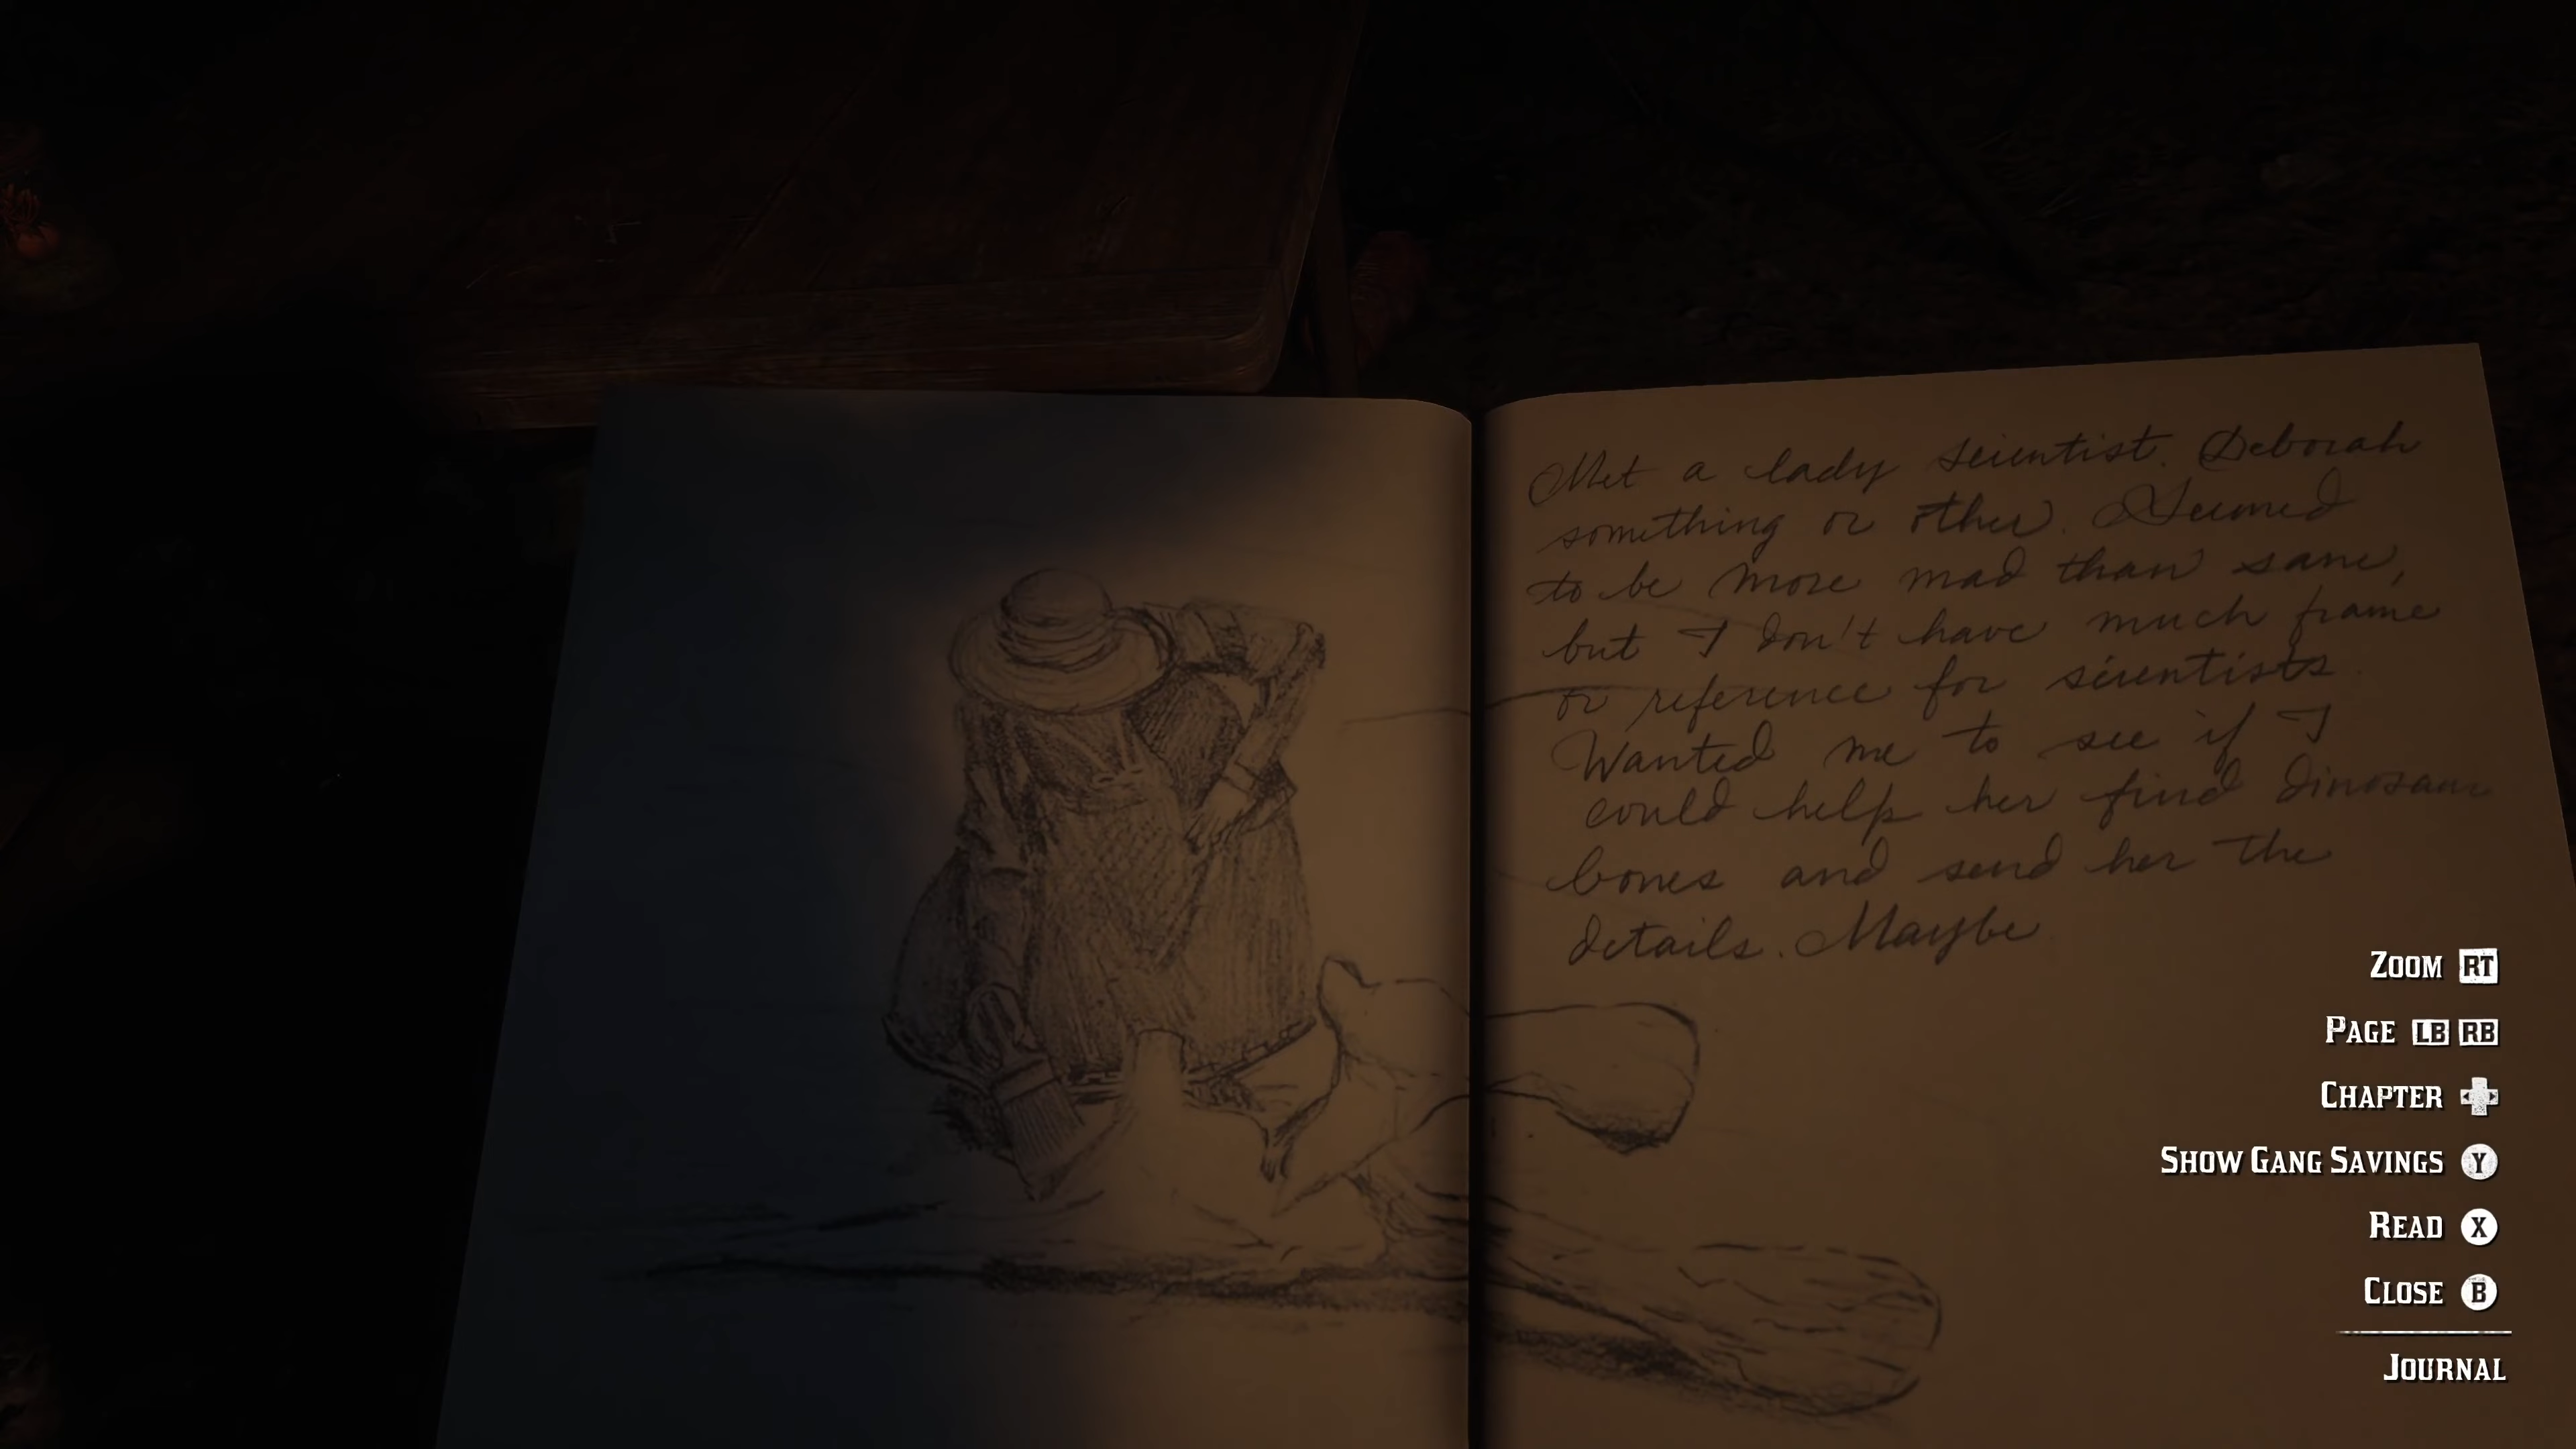 Met a lady scientist. Deborah
something or other. Seemed
to be more mad than sane,
but I don't have much frame
or reference for scientists.
Wanted me to see if I
could help her find dinosaur
bones and send her the
details. Maybe.
ZOOM RT
PAGE LB RB
CHAPTER
SHOW GANG SAVINGS Y
READ X
CLOSE B
JOURNAL